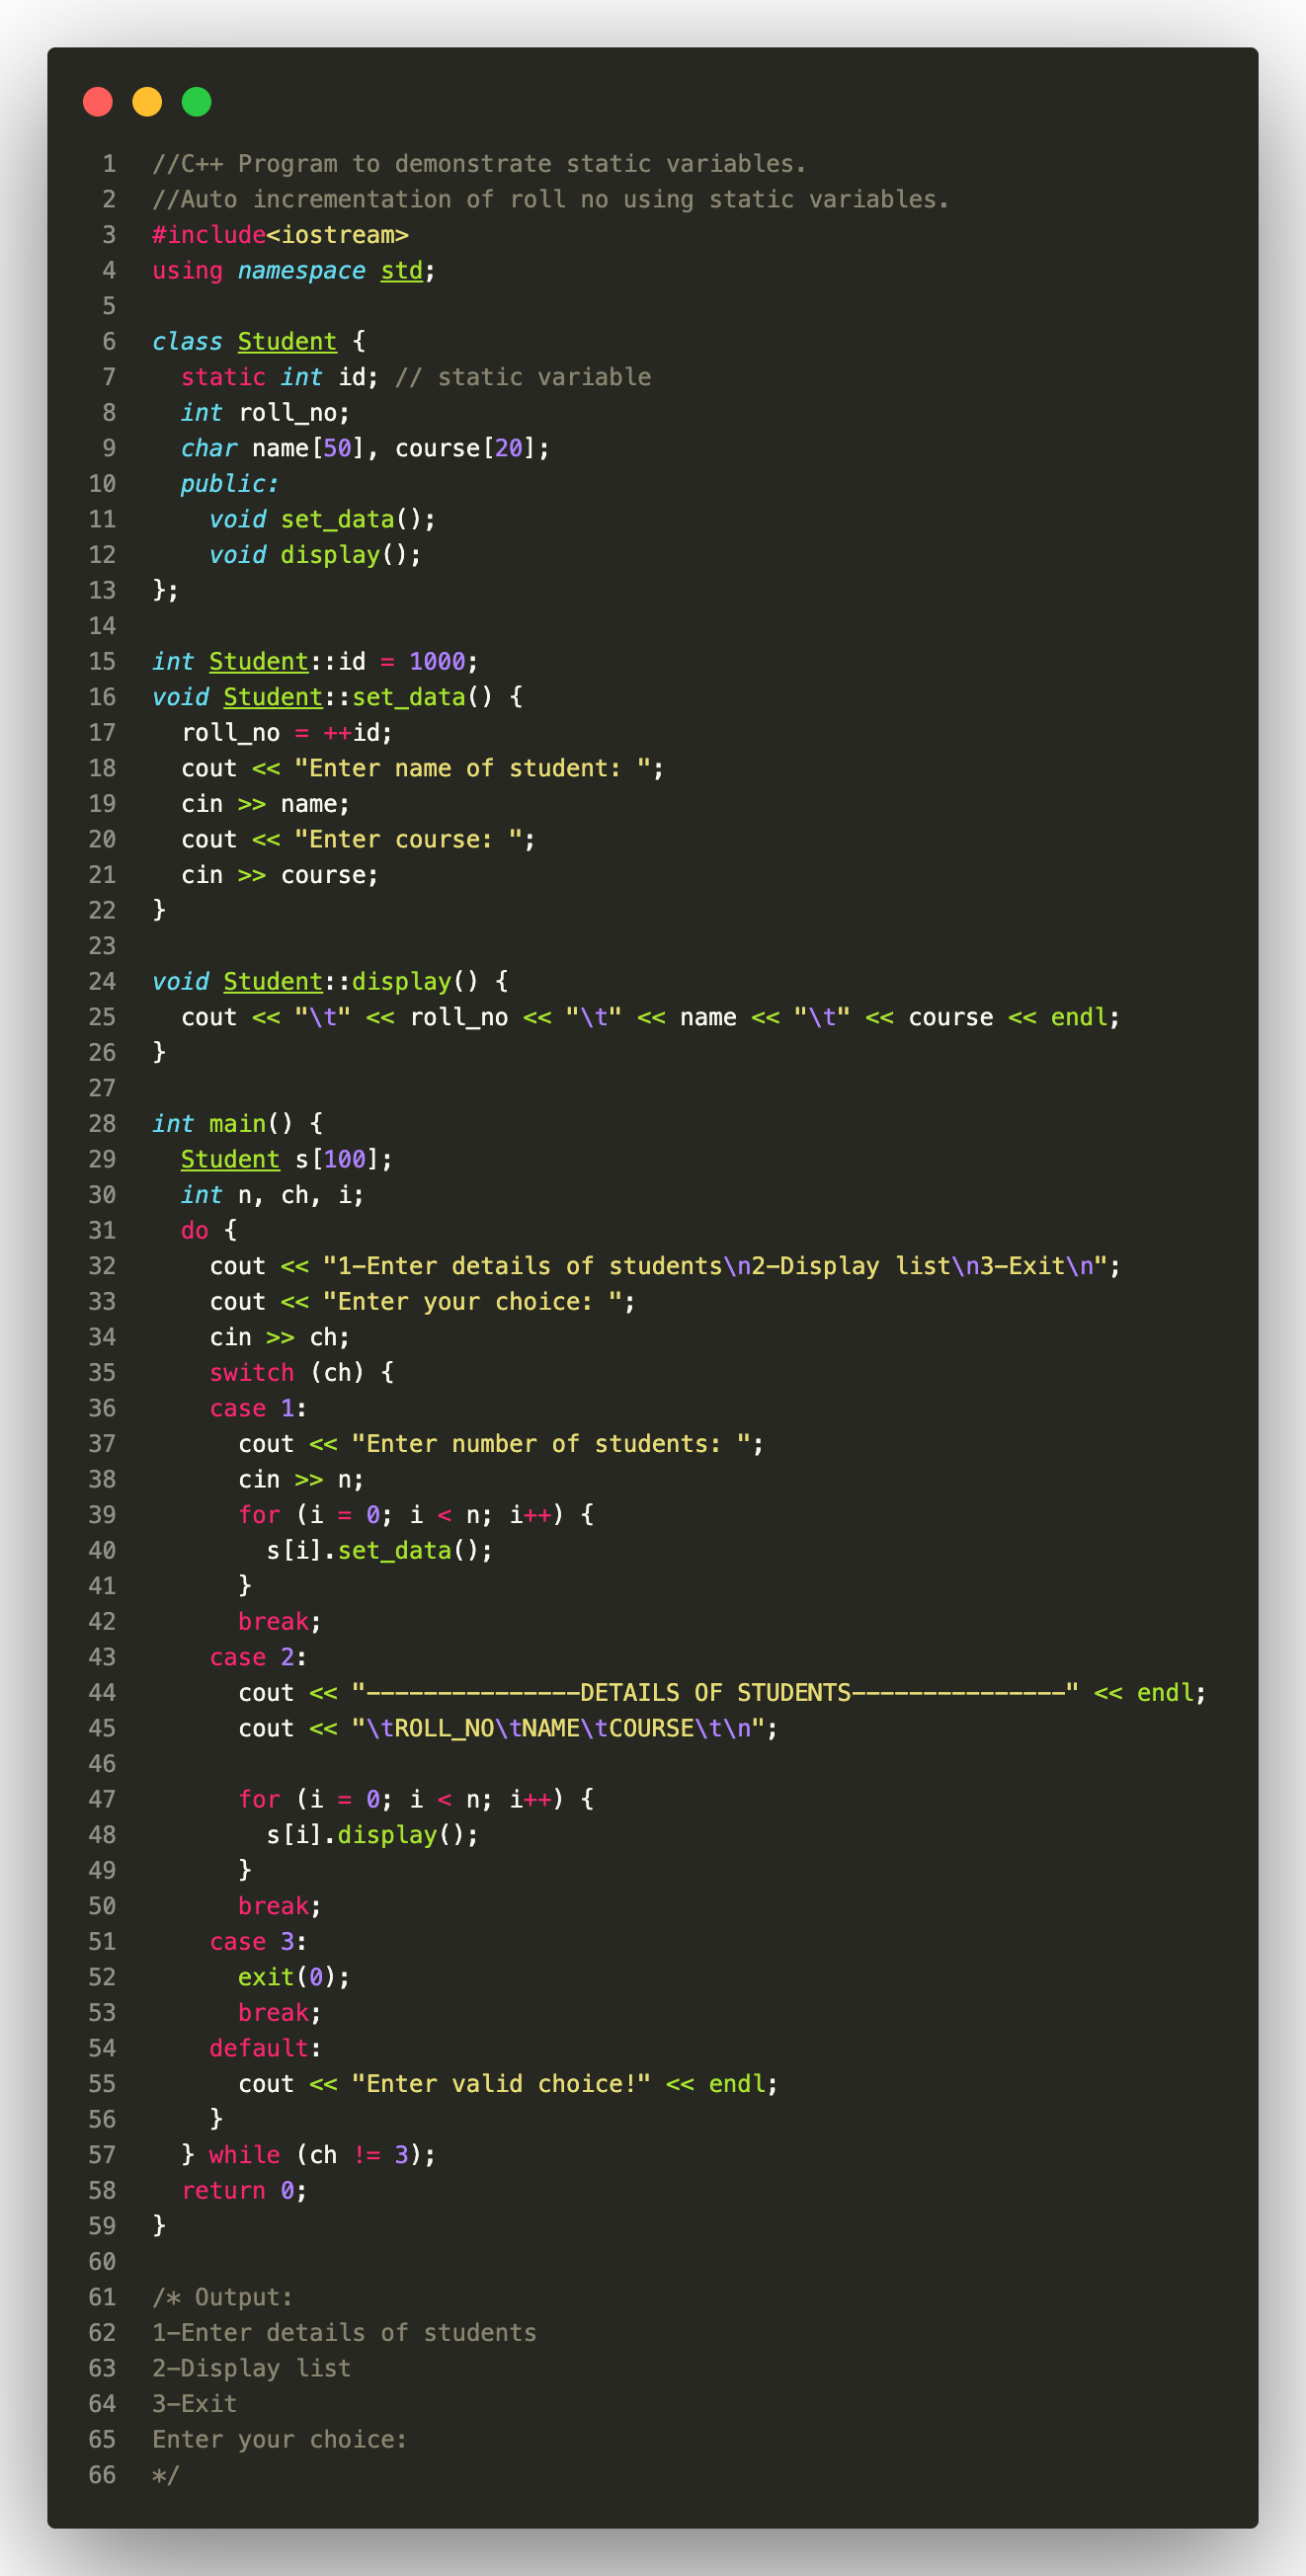 1 //C++ Program to demonstrate static variables.
2 //Auto incrementation of roll no using static variables.
3 #include<iostream>
4 using namespace std;
5
6 class Student {
7   static int id; // static variable
8   int roll_no;
9   char name[50], course[20];
10   public:
11     void set_data();
12     void display();
13 };
14
15 int Student::id = 1000;
16 void Student::set_data() {
17   roll_no = ++id;
18   cout << "Enter name of student: ";
19   cin >> name;
20   cout << "Enter course: ";
21   cin >> course;
22 }
23
24 void Student::display() {
25   cout << "\t" << roll_no << "\t" << name << "\t" << course << endl;
26 }
27
28 int main() {
29   Student s[100];
30   int n, ch, i;
31   do {
32     cout << "1-Enter details of students\n2-Display list\n3-Exit\n";
33     cout << "Enter your choice: ";
34     cin >> ch;
35     switch (ch) {
36     case 1:
37       cout << "Enter number of students: ";
38       cin >> n;
39       for (i = 0; i < n; i++) {
40         s[i].set_data();
41       }
42       break;
43     case 2:
44       cout << "---------------DETAILS OF STUDENTS---------------" << endl;
45       cout << "\tROLL_NO\tNAME\tCOURSE\t\n";
46
47       for (i = 0; i < n; i++) {
48         s[i].display();
49       }
50       break;
51     case 3:
52       exit(0);
53       break;
54     default:
55       cout << "Enter valid choice!" << endl;
56     }
57   } while (ch != 3);
58   return 0;
59 }
60
61 /* Output:
62 1-Enter details of students
63 2-Display list
64 3-Exit
65 Enter your choice:
66 */